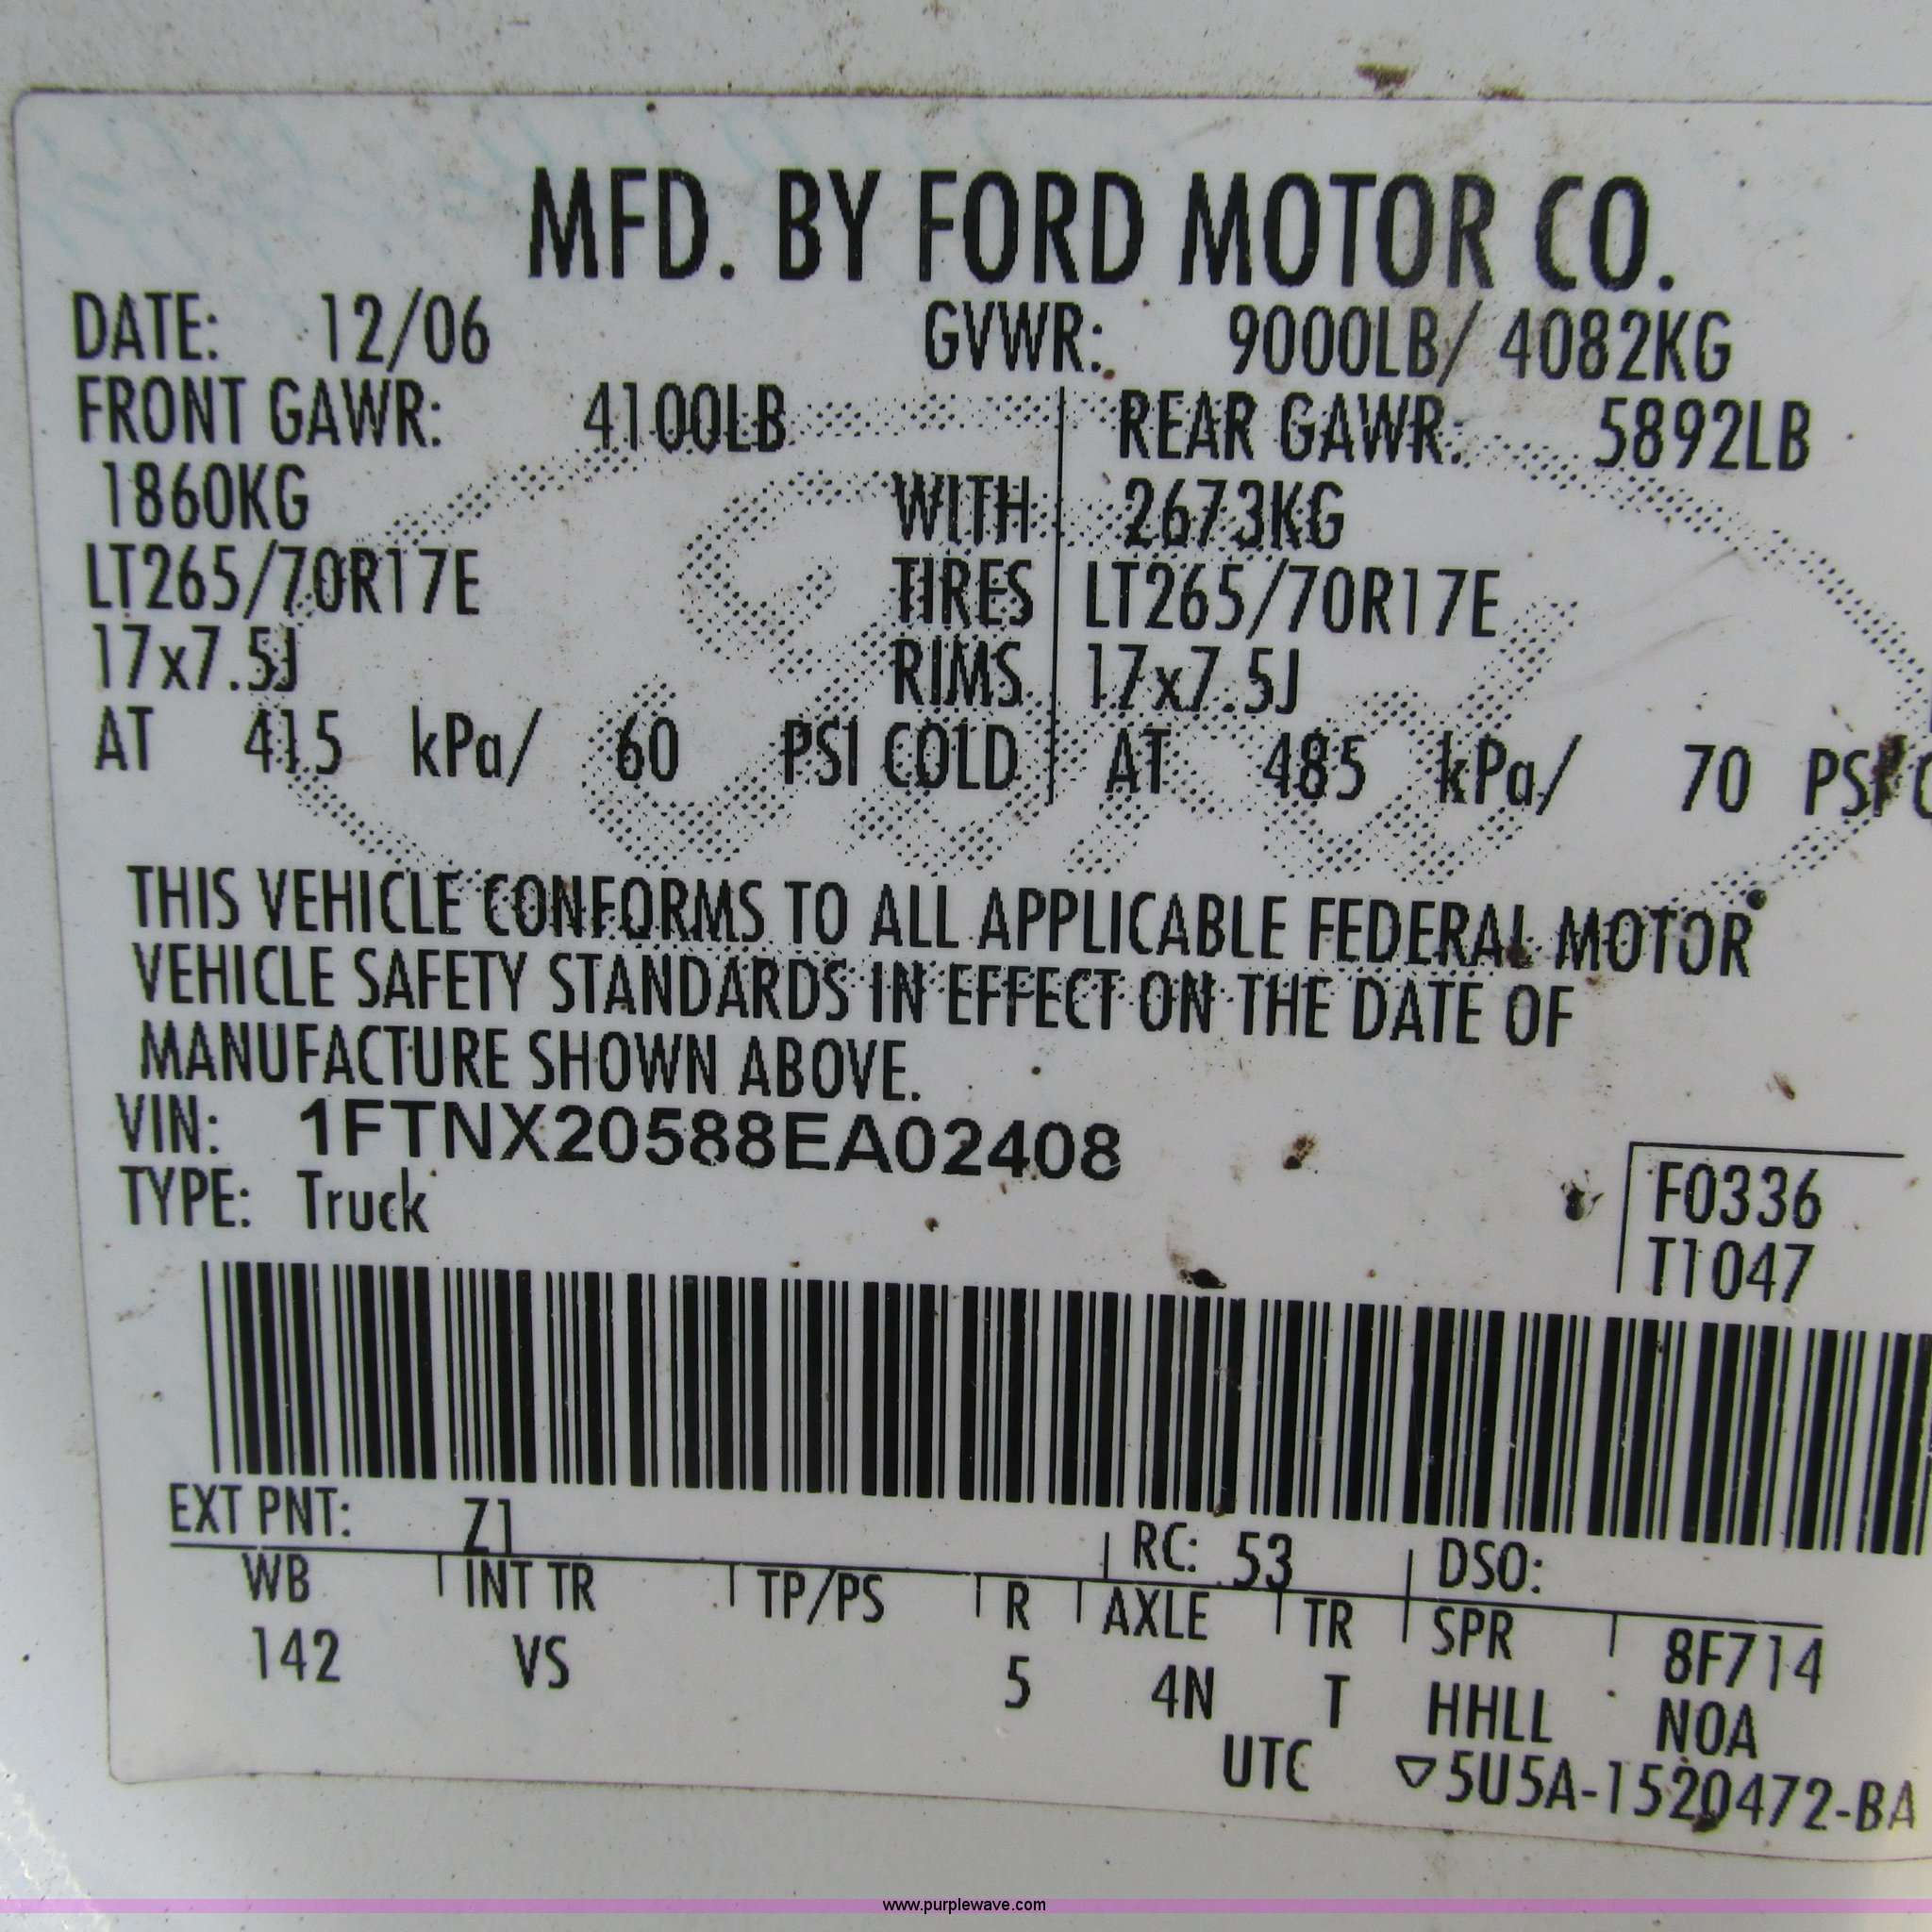 MFD. BY FORD MOTOR CO.
DATE: 12/06 GVWR: 9000LB/ 4082KG
FRONT GAWR: 4100LB REAR GAWR: 5892LB
1860KG WITH 2673KG
LT265/70R17E TIRES LT265/70R17E
17x7.5J RIMS 17x7.5J
AT 415 kPa/ 60 PSI COLD AT 485 kPa/ 70 PSI C
THIS VEHICLE CONFORMS TO ALL APPLICABLE FEDERAL MOTOR
VEHICLE SAFETY STANDARDS IN EFFECT ON THE DATE OF
MANUFACTURE SHOWN ABOVE.
VIN: 1FTNX20588EA02408
TYPE: Truck
F0336
T1047
EXT PNT: Z1 RC: 53 DSO:
WB INT TR TP/PS R AXLE TR SPR 8F714
142 VS 5 4N T HHLL NOA
UTC ▽5U5A-1520472-BA
www.purplewave.com